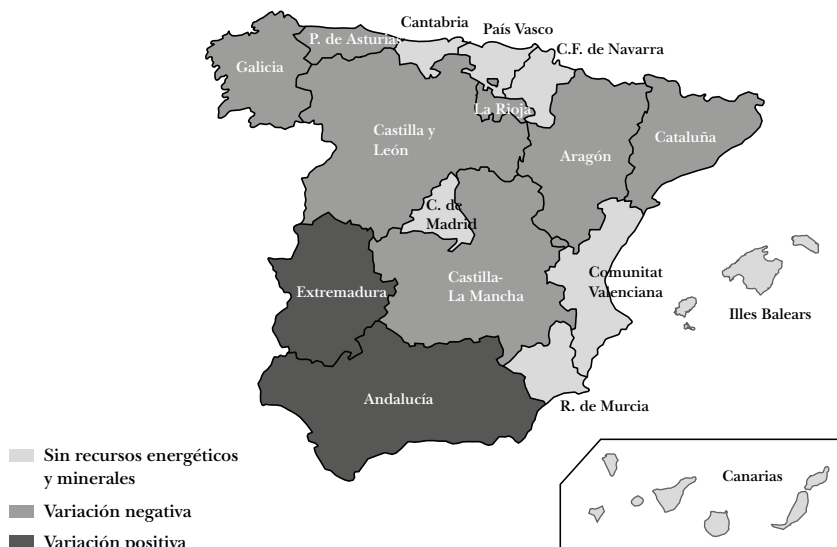 Cantabria
País Vasco
C.F. de Navarra
P. de Asturias
Galicia
La Rioja
Castilla y
León
Cataluña
Aragón
C. de
Madrid
Comunitat
Valenciana
Castilla-
La Mancha
Extremadura
Illes Balears
Andalucía
R. de Murcia
Sin recursos energéticos
y minerales
Canarias
Variación negativa
Variación positiva